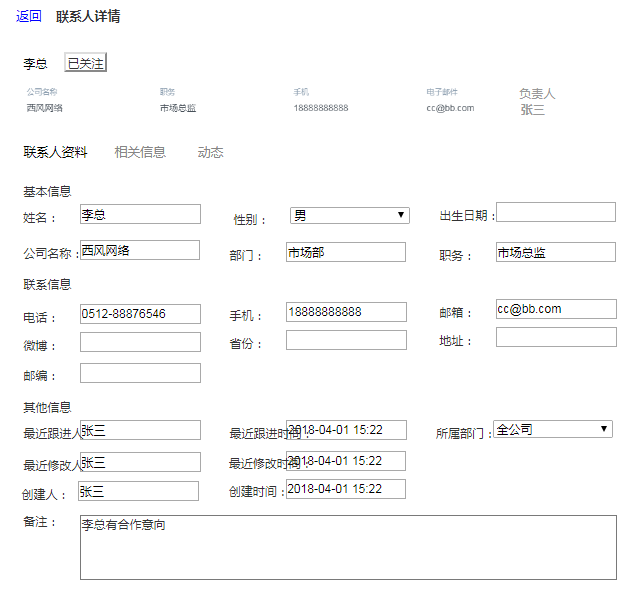 返回 联系人详情
李总 已关注
公司名称 职务 手机 电子邮件 负责人
西风网络 市场总监 18888888888 cc@bb.com 张三
联系人资料 相关信息 动态
基本信息
姓名： 李总 性别： 男 出生日期：
公司名称： 西风网络 部门： 市场部 职务： 市场总监
联系信息
电话： 0512-88876546 手机： 18888888888 邮箱： cc@bb.com
微博： 省份： 地址：
邮编：
其他信息
最近跟进人 张三 最近跟进时间： 2018-04-01 15:22 所属部门： 全公司
最近修改人 张三 最近修改时间： 2018-04-01 15:22
创建人： 张三 创建时间： 2018-04-01 15:22
备注： 李总有合作意向